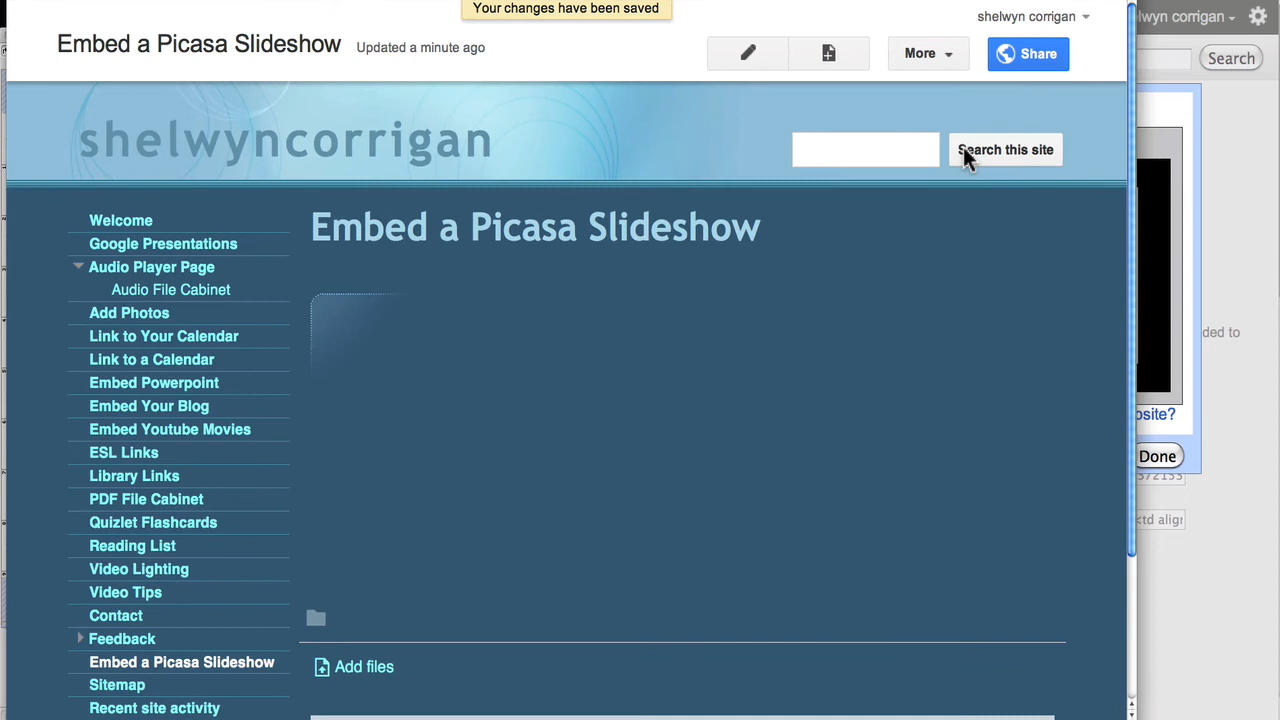 Your changes have been saved
shelwyn corrigan
elwyn corrigan
Embed a Picasa Slideshow Updated a minute ago
More
Share
Search
shelwyncorrigan
Search this site
Embed a Picasa Slideshow
Welcome
Google Presentations
Audio Player Page
Audio File Cabinet
Add Photos
Link to Your Calendar
Link to a Calendar
Embed Powerpoint
Embed Your Blog
Embed Youtube Movies
ESL Links
Library Links
PDF File Cabinet
Quizlet Flashcards
Reading List
Video Lighting
Video Tips
Contact
Feedback
Embed a Picasa Slideshow
Sitemap
Recent site activity
Add files
ded to
osite?
Done
<td align